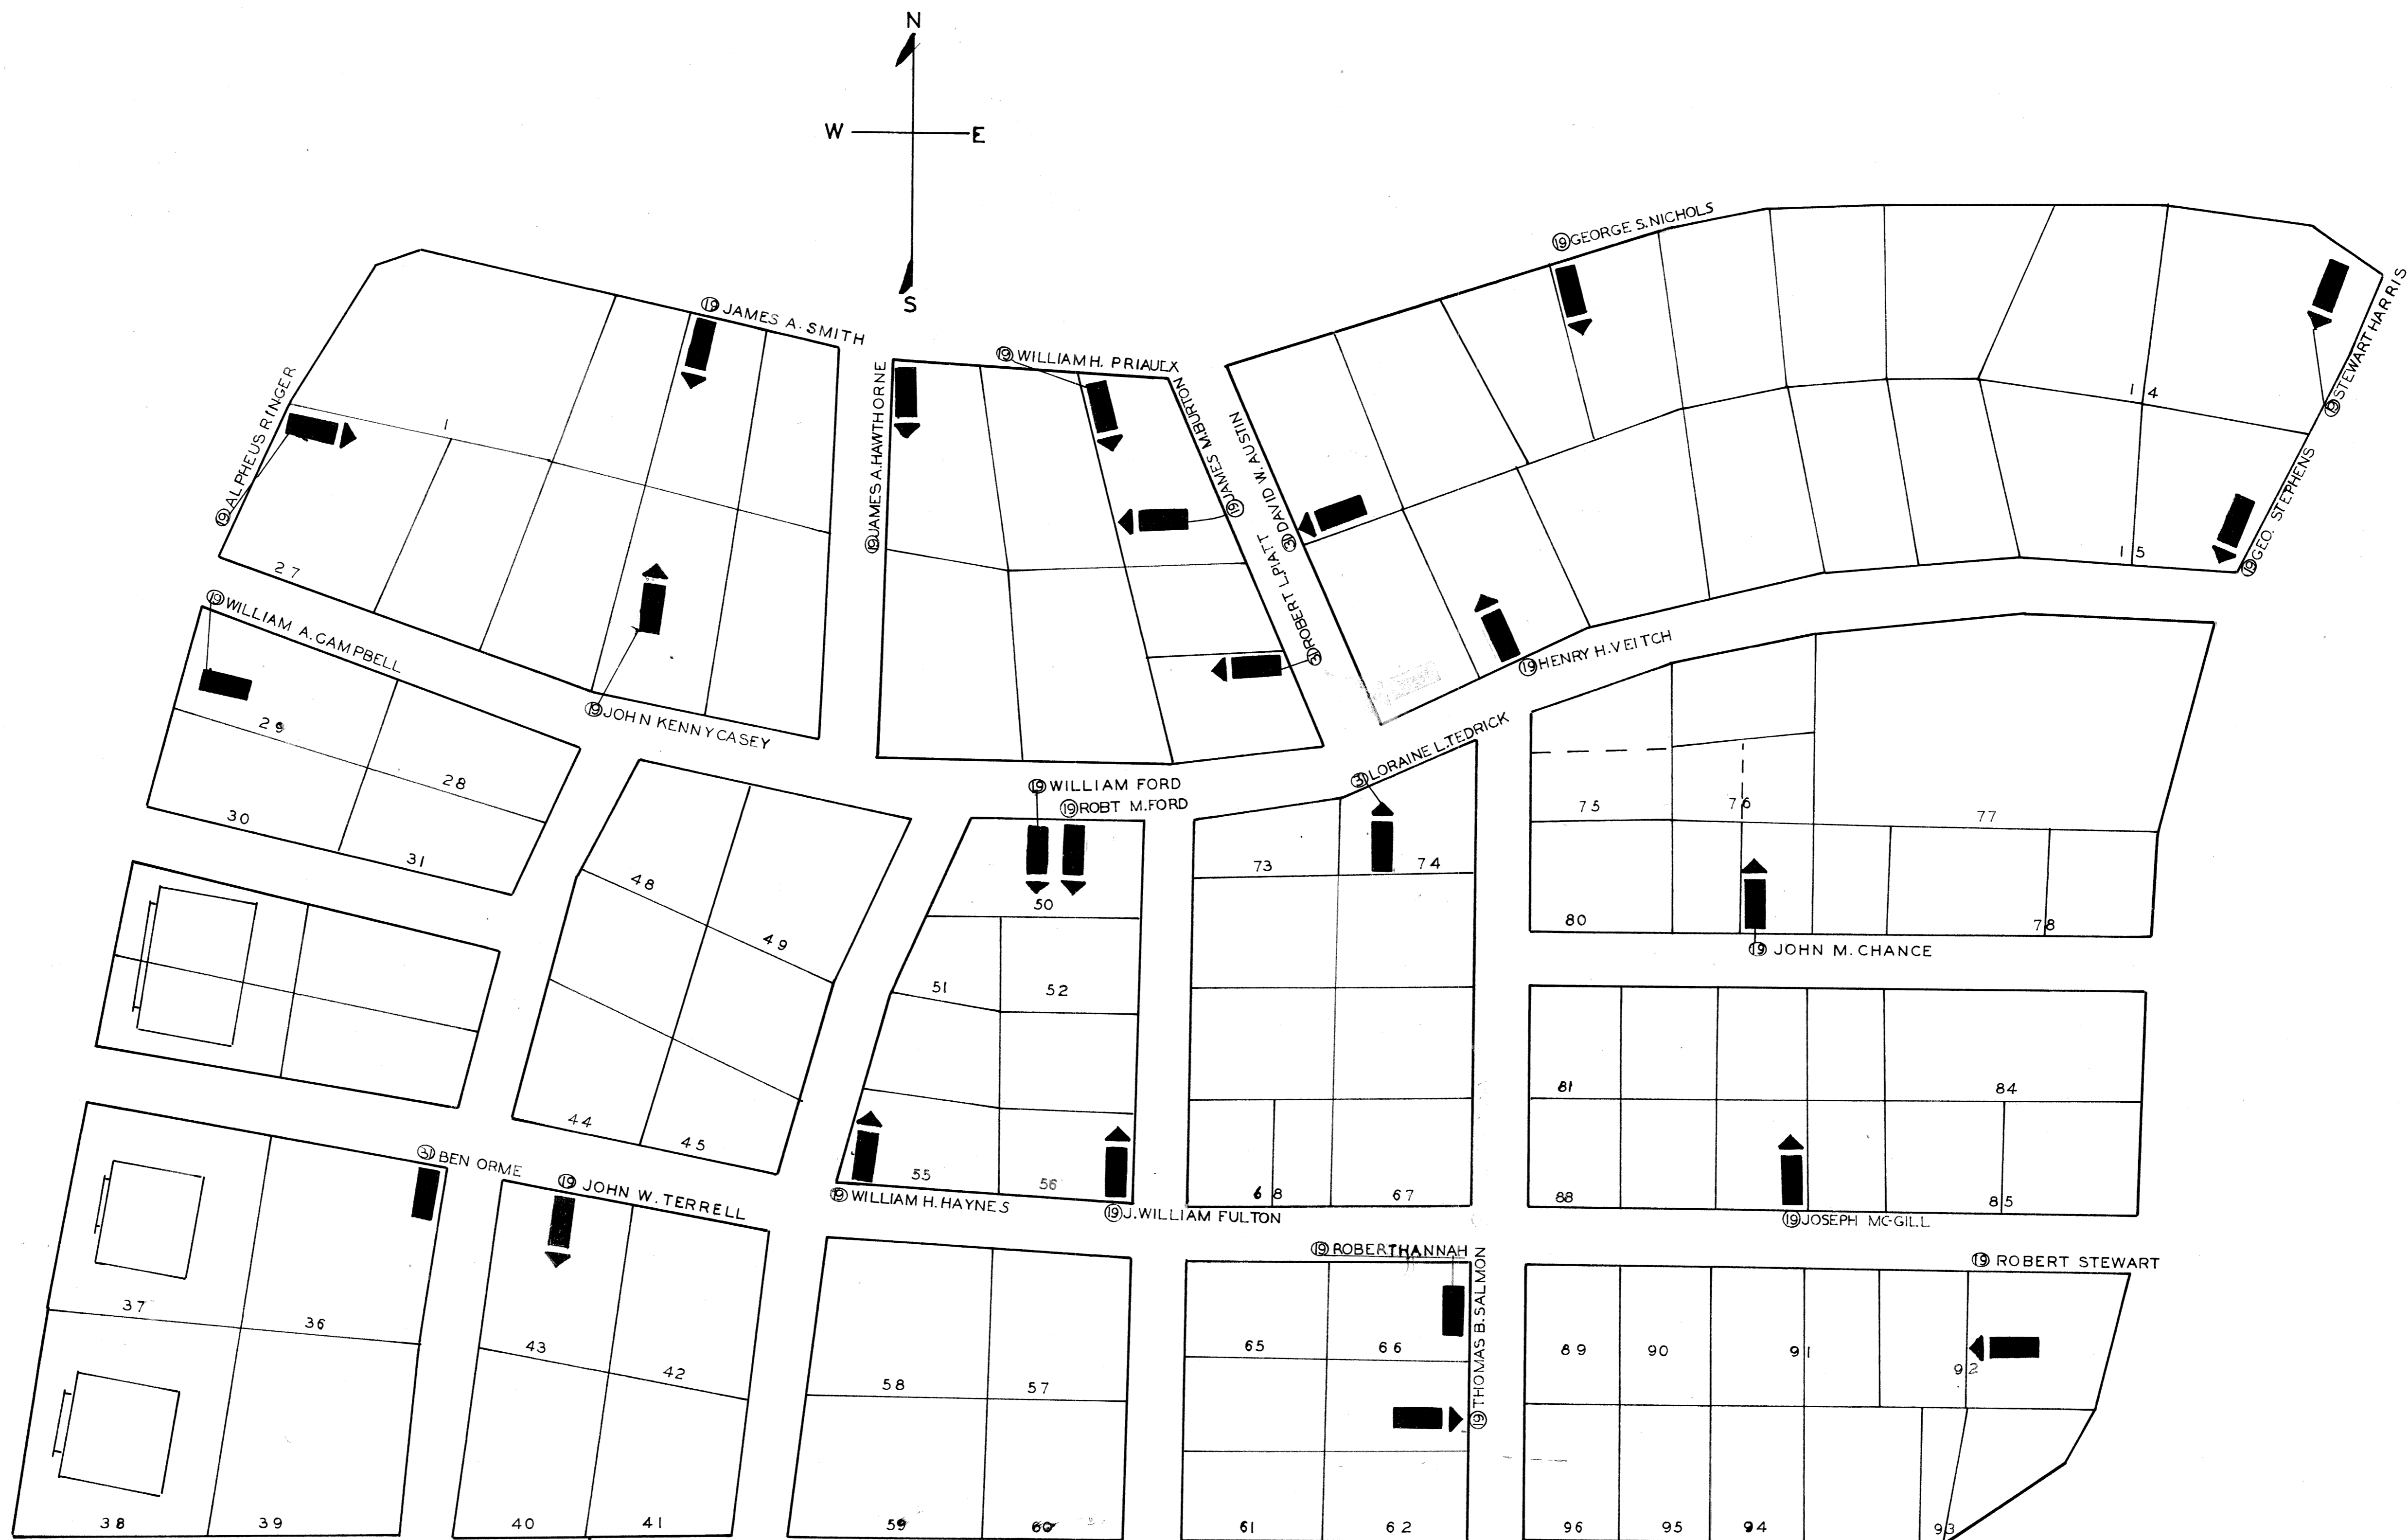 N
W E
S
19 GEORGE S. NICHOLS
19 STEWART HARRIS
19 JAMES A. SMITH
19 WILLIAM H. PRIAUEX
19 JAMES A. HAWTHORNE
19 JAMES M. BURTON
31 DAVID W. AUSTIN
31 ROBERT L. PIATT
19 ALPHEUS RINGER
1
14
15
19 GEO. STEPHENS
27
19 WILLIAM A. CAMPBELL
19 JOHN KENNY CASEY
19 HENRY H. VEITCH
29
28
30
31
31 LORAINE L. TEDRICK
19 WILLIAM FORD
19 ROBT M. FORD
75
76
77
73
74
48
49
50
80
78
19 JOHN M. CHANCE
51
52
81
84
44
45
55
56
68
67
88
85
31 BEN ORME
19 JOHN W. TERRELL
19 WILLIAM H. HAYNES
19 J. WILLIAM FULTON
19 JOSEPH MC-GILL
19 ROBERT HANNAH
19 THOMAS B. SALMON
19 ROBERT STEWART
37
36
43
42
58
57
65
66
89
90
91
92
38
39
40
41
59
60
61
62
96
95
94
93